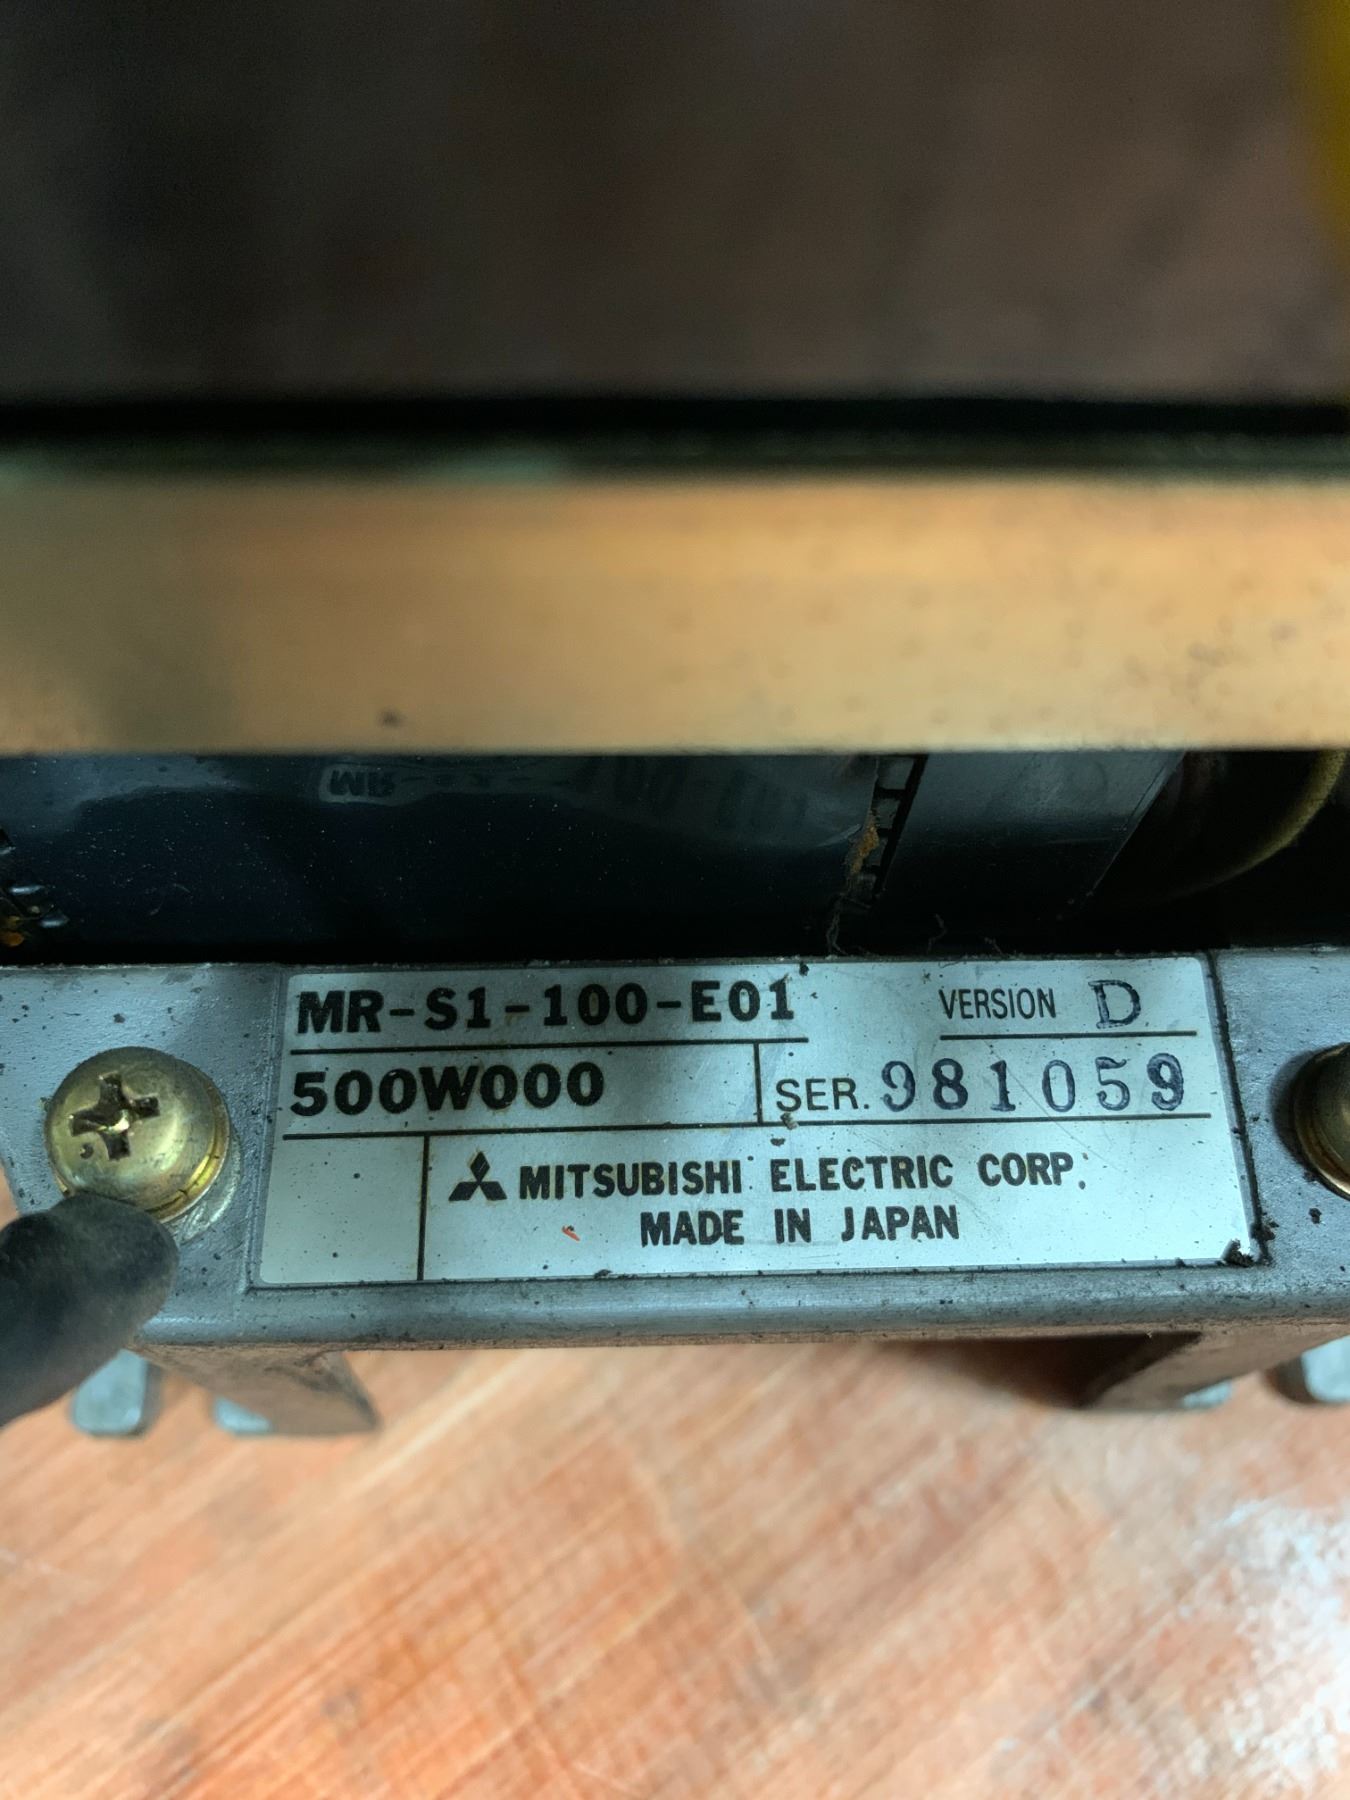 MR-S1-100-E01 VERSION D
500W000 SER. 981059
MITSUBISHI ELECTRIC CORP.
MADE IN JAPAN